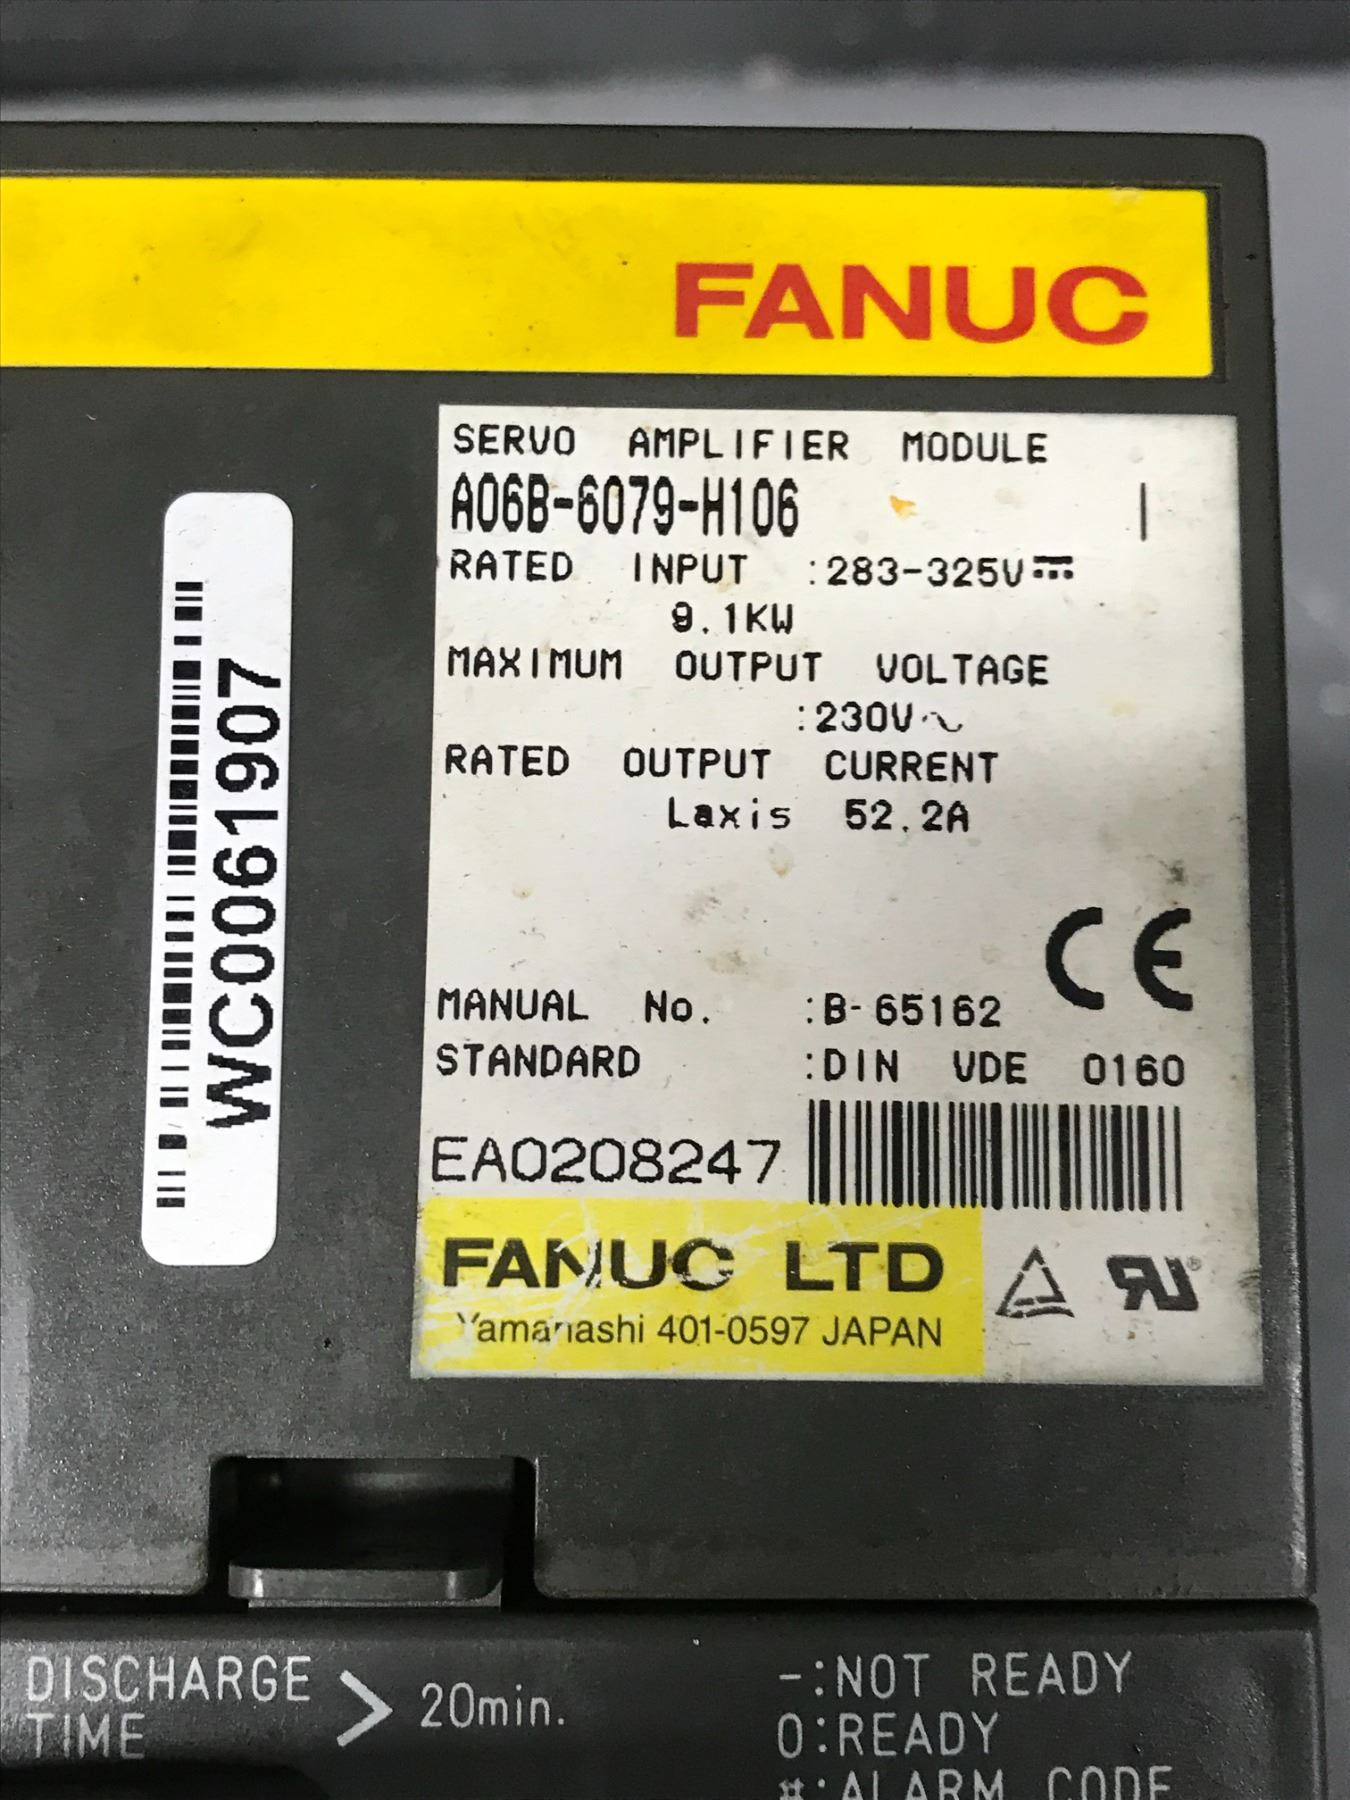 FANUC
SERVO AMPLIFIER MODULE
A06B-6079-H106 I
RATED INPUT :283-325V⎓
9.1KW
MAXIMUM OUTPUT VOLTAGE
:230V~
RATED OUTPUT CURRENT
Laxis 52.2A
CE
MANUAL No. :B-65162
STANDARD :DIN VDE 0160
EA0208247
FANUC LTD
Yamanashi 401-0597 JAPAN
WC0061907
DISCHARGE TIME > 20min.
-:NOT READY
0:READY
#:ALARM CODE